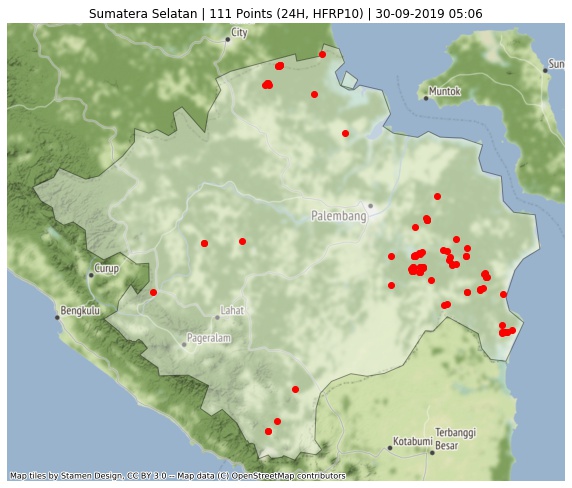 Sumatera Selatan | 111 Points (24H, HFRP10) | 30-09-2019 05:06
City
Sun
Muntok
Palembang
Curup
Bengkulu
Lahat
Pageralam
Kotabumi
Terbanggi
Besar
Map tiles by Stamen Design, CC BY 3.0 -- Map data (C) OpenStreetMap contributors